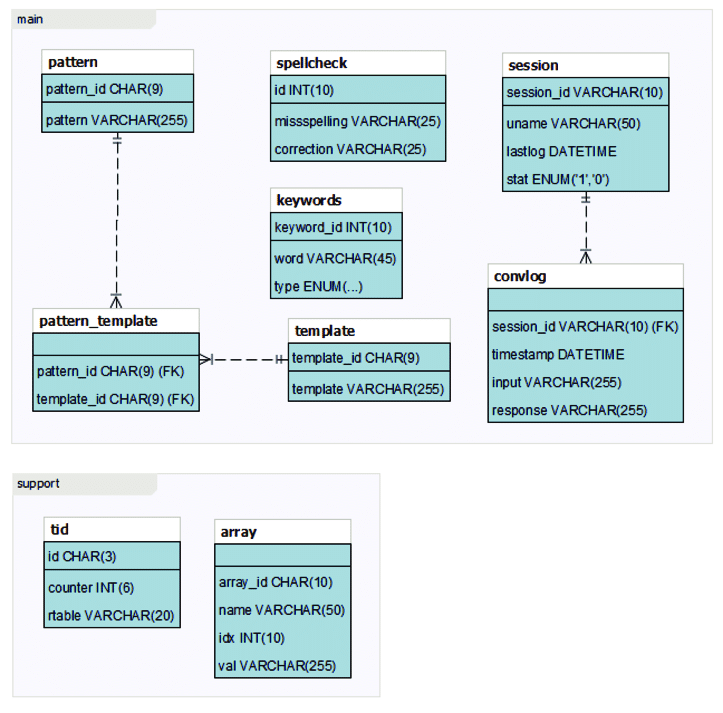 main
pattern
pattern_id CHAR(9)
pattern VARCHAR(255)
spellcheck
id INT(10)
missspelling VARCHAR(25)
correction VARCHAR(25)
session
session_id VARCHAR(10)
uname VARCHAR(50)
lastlog DATETIME
stat ENUM('1','0')
keywords
keyword_id INT(10)
word VARCHAR(45)
type ENUM(...)
pattern_template
pattern_id CHAR(9) (FK)
template_id CHAR(9) (FK)
template
template_id CHAR(9)
template VARCHAR(255)
convlog
session_id VARCHAR(10) (FK)
timestamp DATETIME
input VARCHAR(255)
response VARCHAR(255)
support
tid
id CHAR(3)
counter INT(6)
rtable VARCHAR(20)
array
array_id CHAR(10)
name VARCHAR(50)
idx INT(10)
val VARCHAR(255)